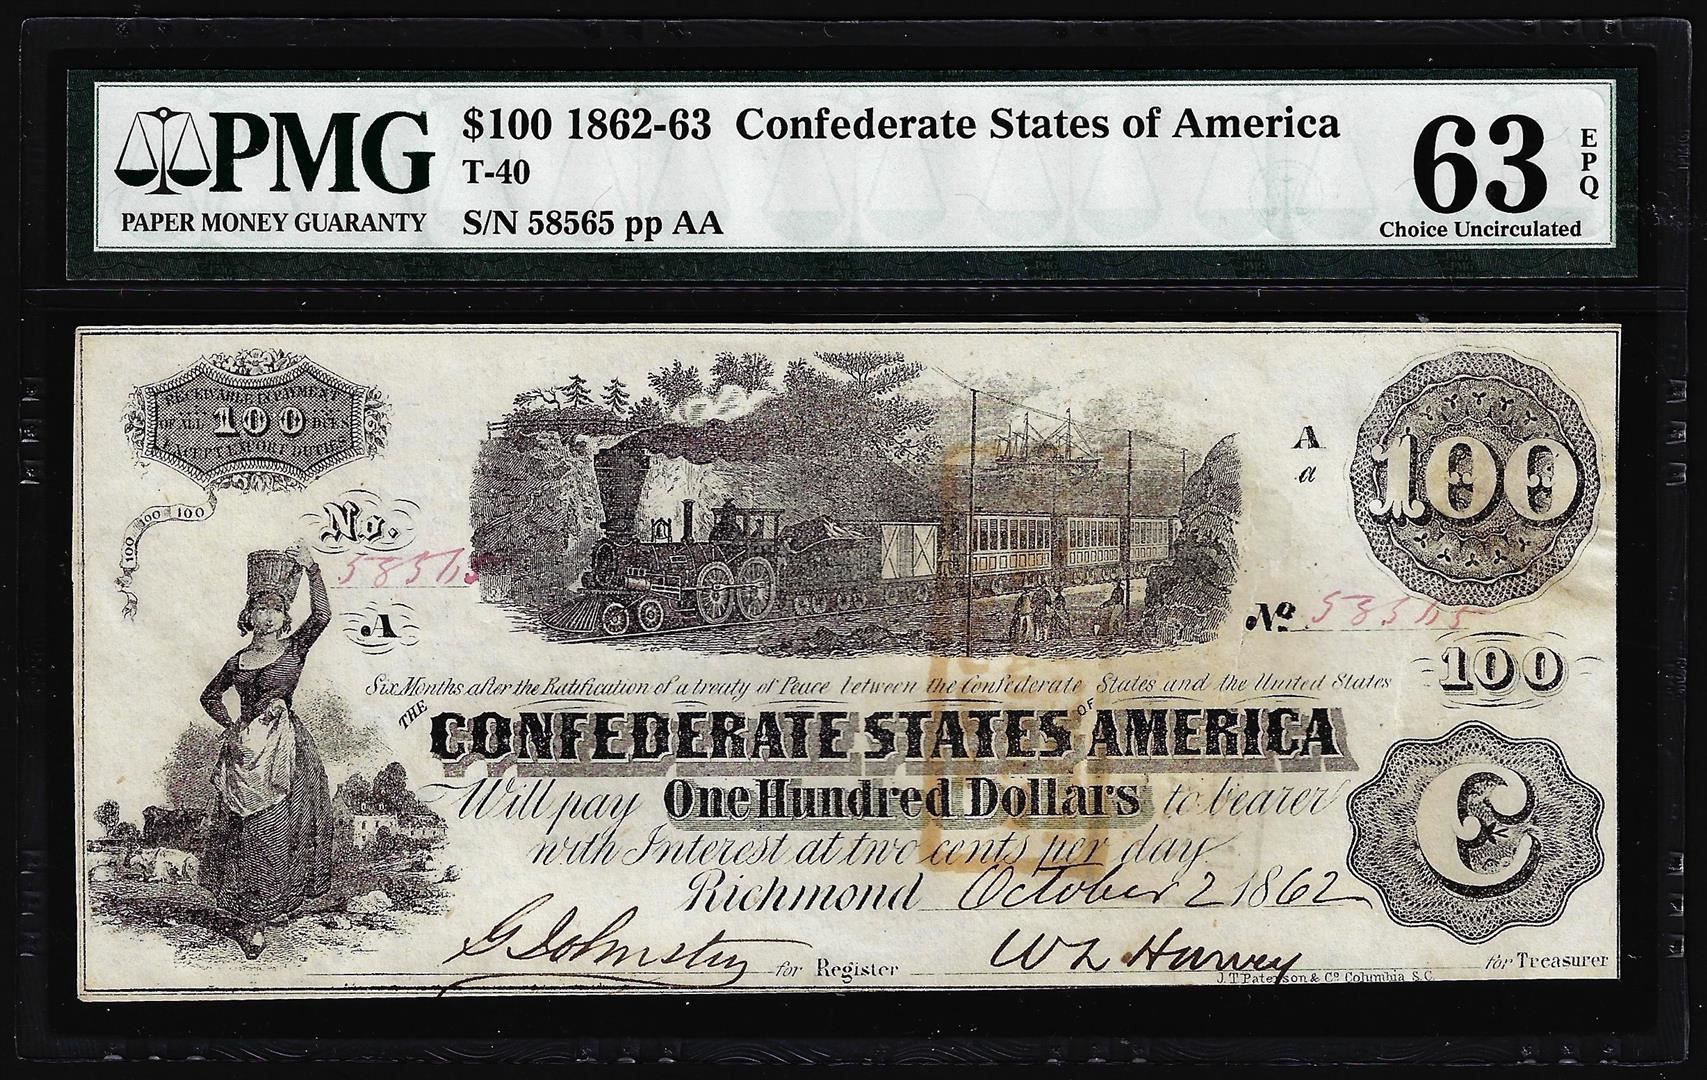 PMG
PAPER MONEY GUARANTY
$100 1862-63 Confederate States of America
T-40
S/N 58565 pp AA
63
EPQ
Choice Uncirculated
RECEIVABLE IN PAYMENT
OF ALL 100 DUES
EXCEPT EXPORT DUTIES
100 100 100
No.
58565
A
A
a
100
No. 58565
100
Six Months after the Ratification of a treaty of Peace between the Confederate States and the United States
THE CONFEDERATE STATES OF AMERICA
Will pay One Hundred Dollars to bearer
with Interest at two cents per day.
Richmond October 2 1862
C
G Johnston for Register
W L Harvey for Treasurer
J. T. Paterson & Co. Columbia S.C.